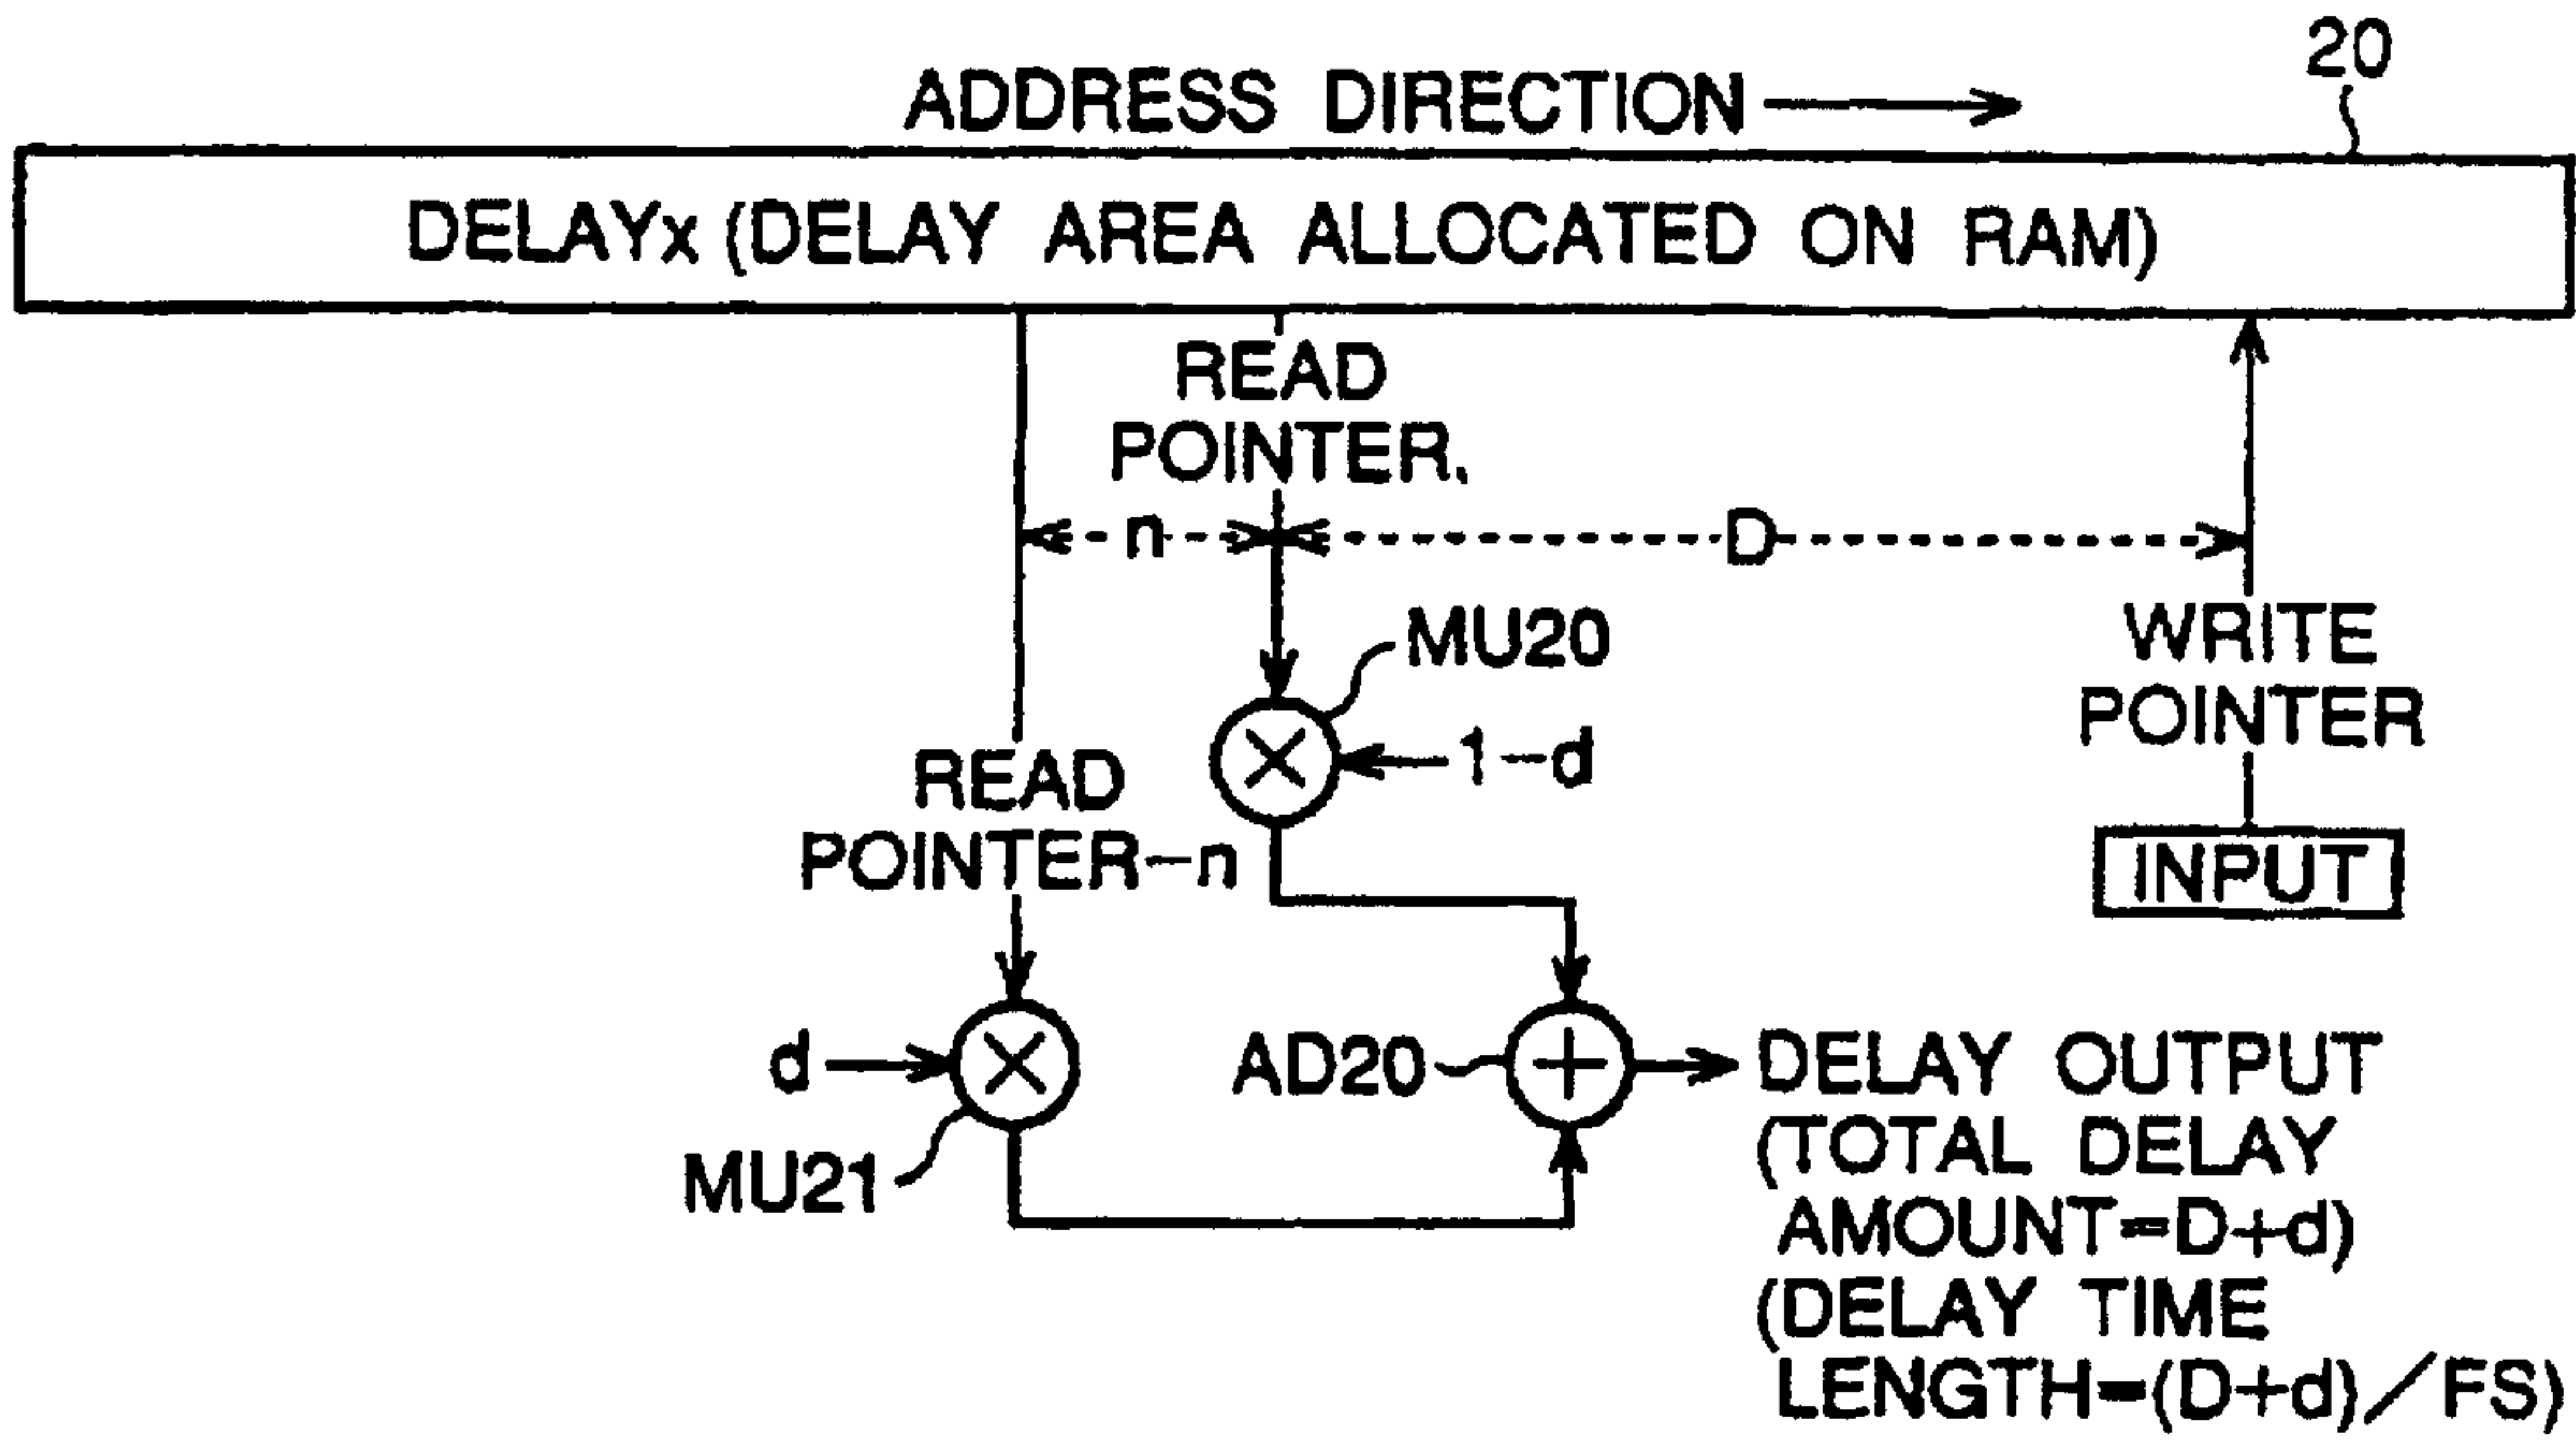 20
ADDRESS DIRECTION
DELAYx (DELAY AREA ALLOCATED ON RAM)
READ
POINTER.
n
D
MU20
WRITE
POINTER
1-d
READ
POINTER-n
INPUT
d
AD20
DELAY OUTPUT
(TOTAL DELAY
AMOUNT=D+d)
(DELAY TIME
LENGTH=(D+d)/FS)
MU21